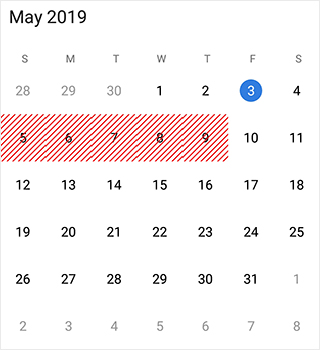 May 2019
S M T W T F S
28 29 30 1 2 3 4
5 6 7 8 9 10 11
12 13 14 15 16 17 18
19 20 21 22 23 24 25
26 27 28 29 30 31 1
2 3 4 5 6 7 8